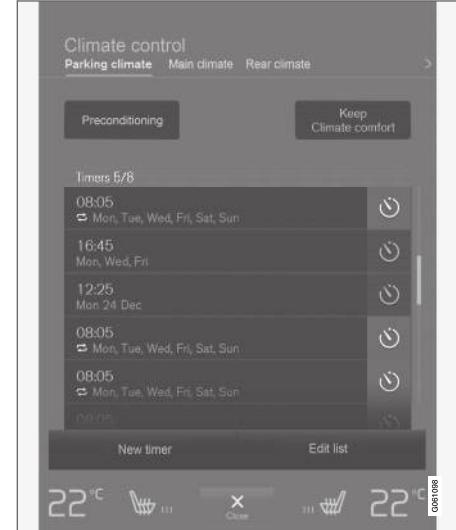 Climate control
Parking climate Main climate Rear climate
Preconditioning
Keep
Climate comfort
Timers 5/8
08:05
Mon, Tue, Wed, Fri, Sat, Sun
16:45
Mon, Wed, Fri
12:25
Mon 24 Dec
08:05
Mon, Tue, Wed, Fri, Sat, Sun
08:05
Mon, Tue, Wed, Fri, Sat, Sun
08:05
New timer Edit list
22°C 22°C
Close
G061098